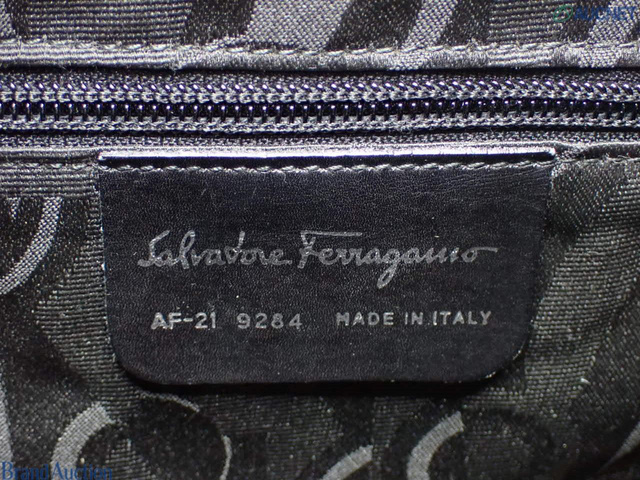 Salvatore Ferragamo
AF-21 9284 MADE IN ITALY
Brand Auction